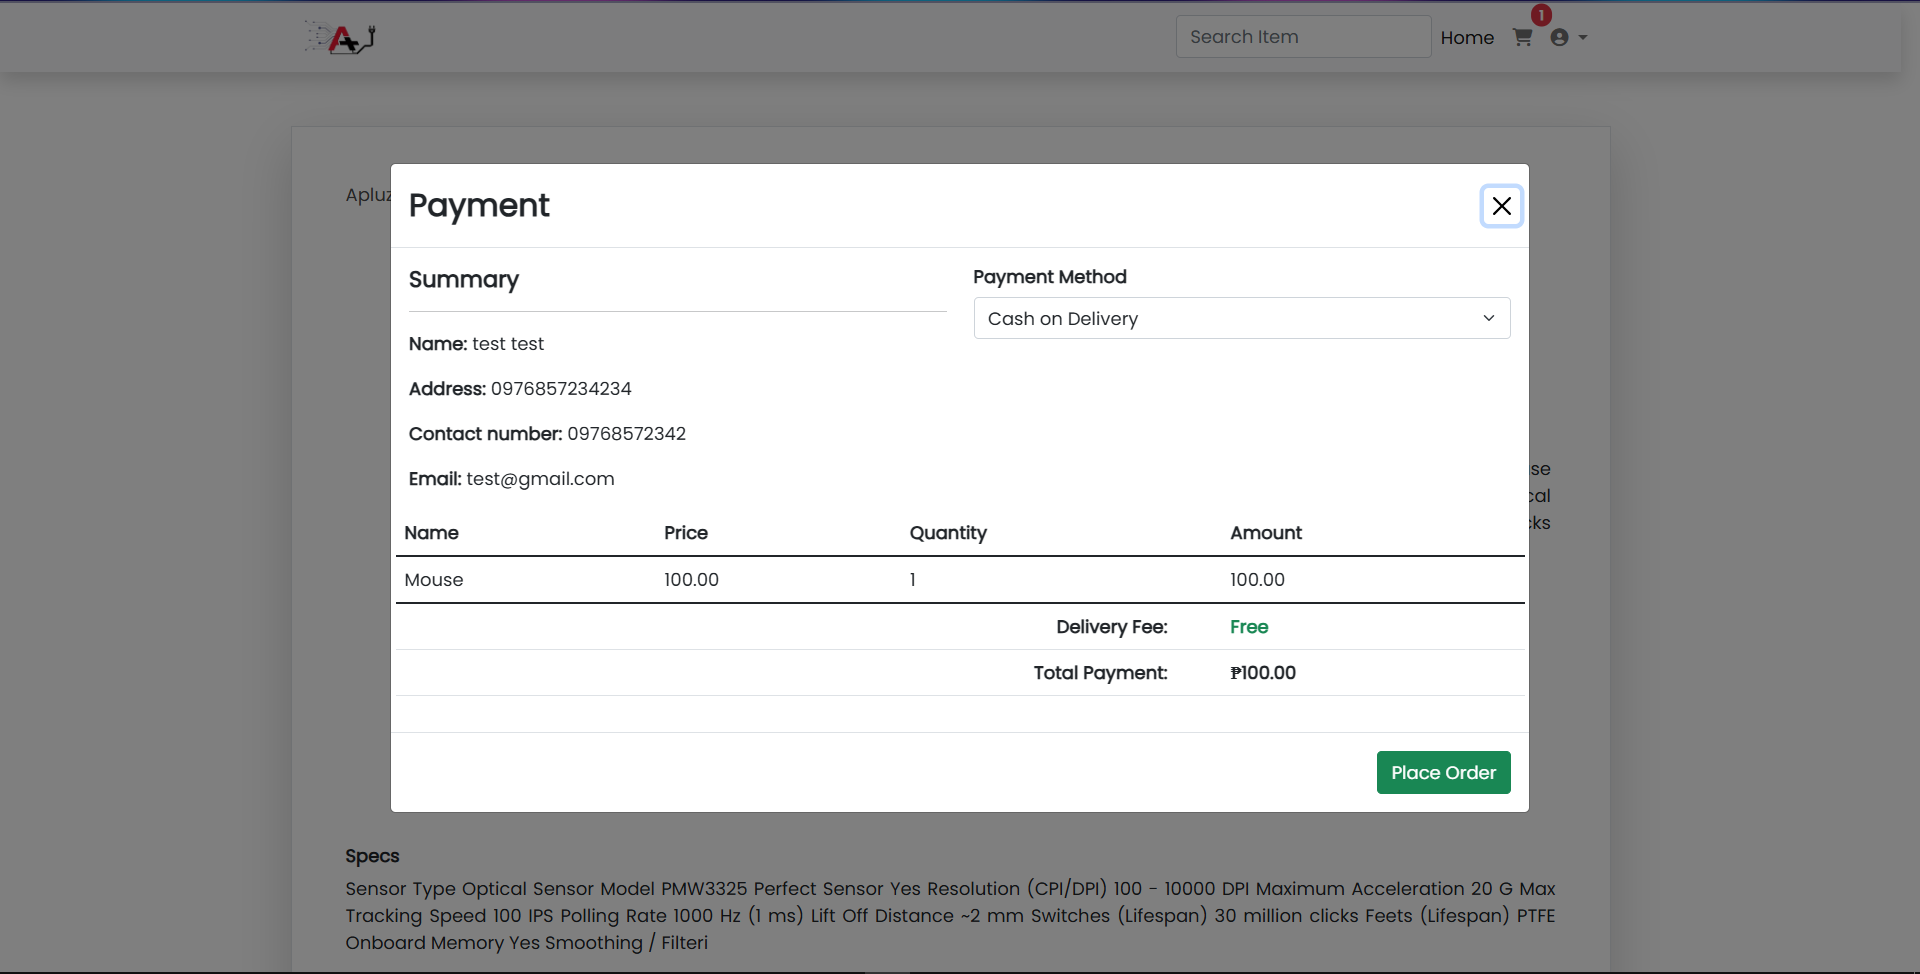 Search Item
Home
1
Apluz
Payment
Summary
Payment Method
Cash on Delivery
Name: test test
Address: 0976857234234
Contact number: 09768572342
Email: test@gmail.com
se
cal
cks
Name Price Quantity Amount
Mouse 100.00 1 100.00
Delivery Fee: Free
Total Payment: ₱100.00
Place Order
Specs
Sensor Type Optical Sensor Model PMW3325 Perfect Sensor Yes Resolution (CPI/DPI) 100 - 10000 DPI Maximum Acceleration 20 G Max
Tracking Speed 100 IPS Polling Rate 1000 Hz (1 ms) Lift Off Distance ~2 mm Switches (Lifespan) 30 million clicks Feets (Lifespan) PTFE
Onboard Memory Yes Smoothing / Filteri